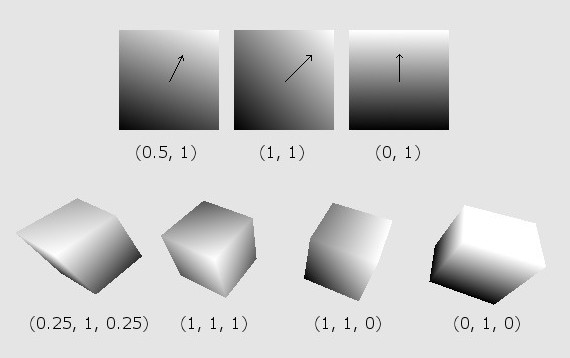 (0.5, 1) (1, 1) (0, 1)
(0.25, 1, 0.25) (1, 1, 1) (1, 1, 0) (0, 1, 0)